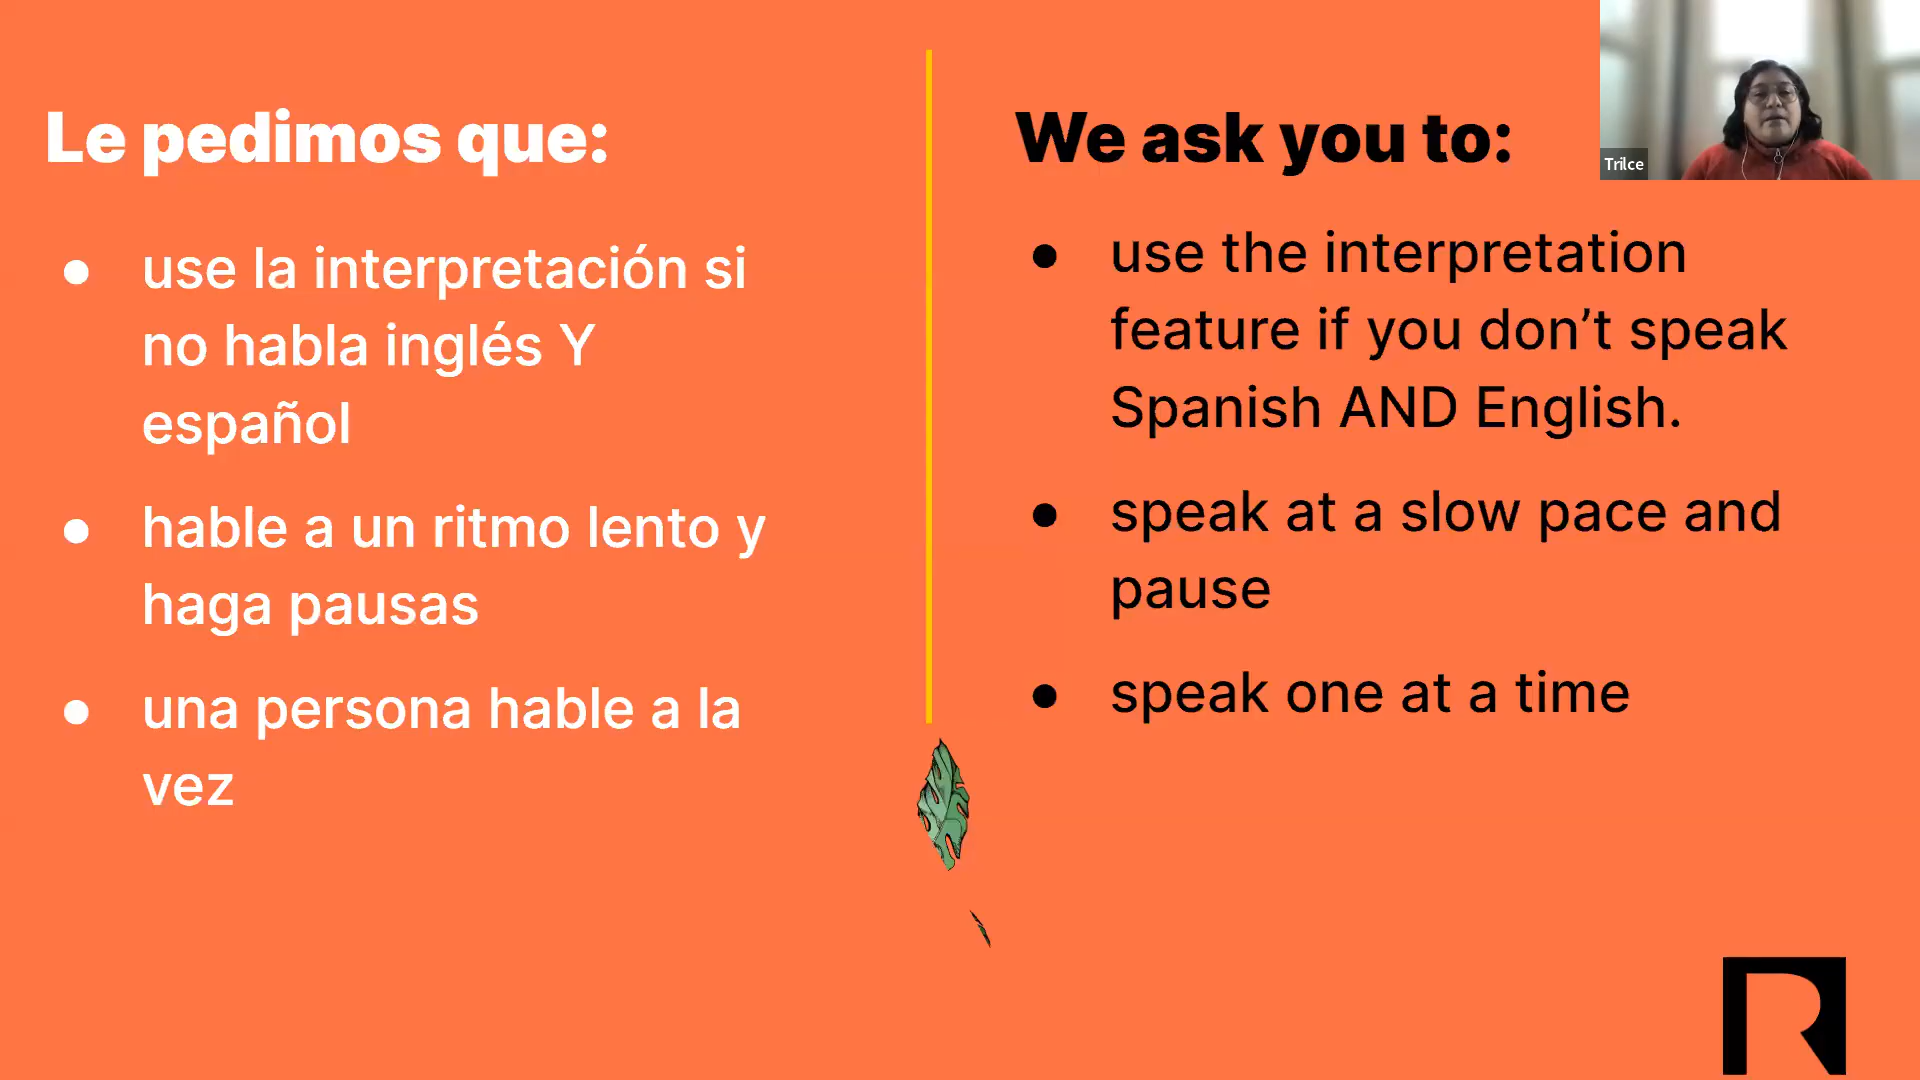 Le pedimos que:
● use la interpretación si
no habla inglés Y
español
● hable a un ritmo lento y
haga pausas
● una persona hable a la
vez
We ask you to:
● use the interpretation
feature if you don’t speak
Spanish AND English.
● speak at a slow pace and
pause
● speak one at a time
Trilce
R